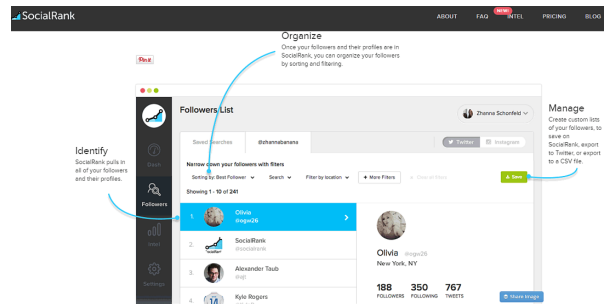 SocialRank
ABOUT
FAQ
NEW!
INTEL
PRICING
BLOG
Organize
Once your followers and their profiles are in
SocialRank, you can organize your followers
by sorting and filtering.
Pin it
Followers List
Zhanna Schonfeld
Manage
Create custom lists
of your followers, to
save on
SocialRank, export
to Twitter, or export
to a CSV file.
Saved Searches
@zhannabanana
Twitter
Instagram
Identify
SocialRank pulls in
all of your followers
and their profiles.
Dash
Narrow down your followers with filters
Sorting by: Best Follower
Search
Filter by location
+ More Filters
Clear all filters
Save
Showing 1 - 10 of 241
Followers
1.
Olivia
@ogw26
2.
SocialRank
@socialrank
3.
Alexander Taub
@ajt
4.
Kyle Rogers
Olivia @ogw26
New York, NY
188
350
767
FOLLOWERS
FOLLOWING
TWEETS
Settings
Share Image